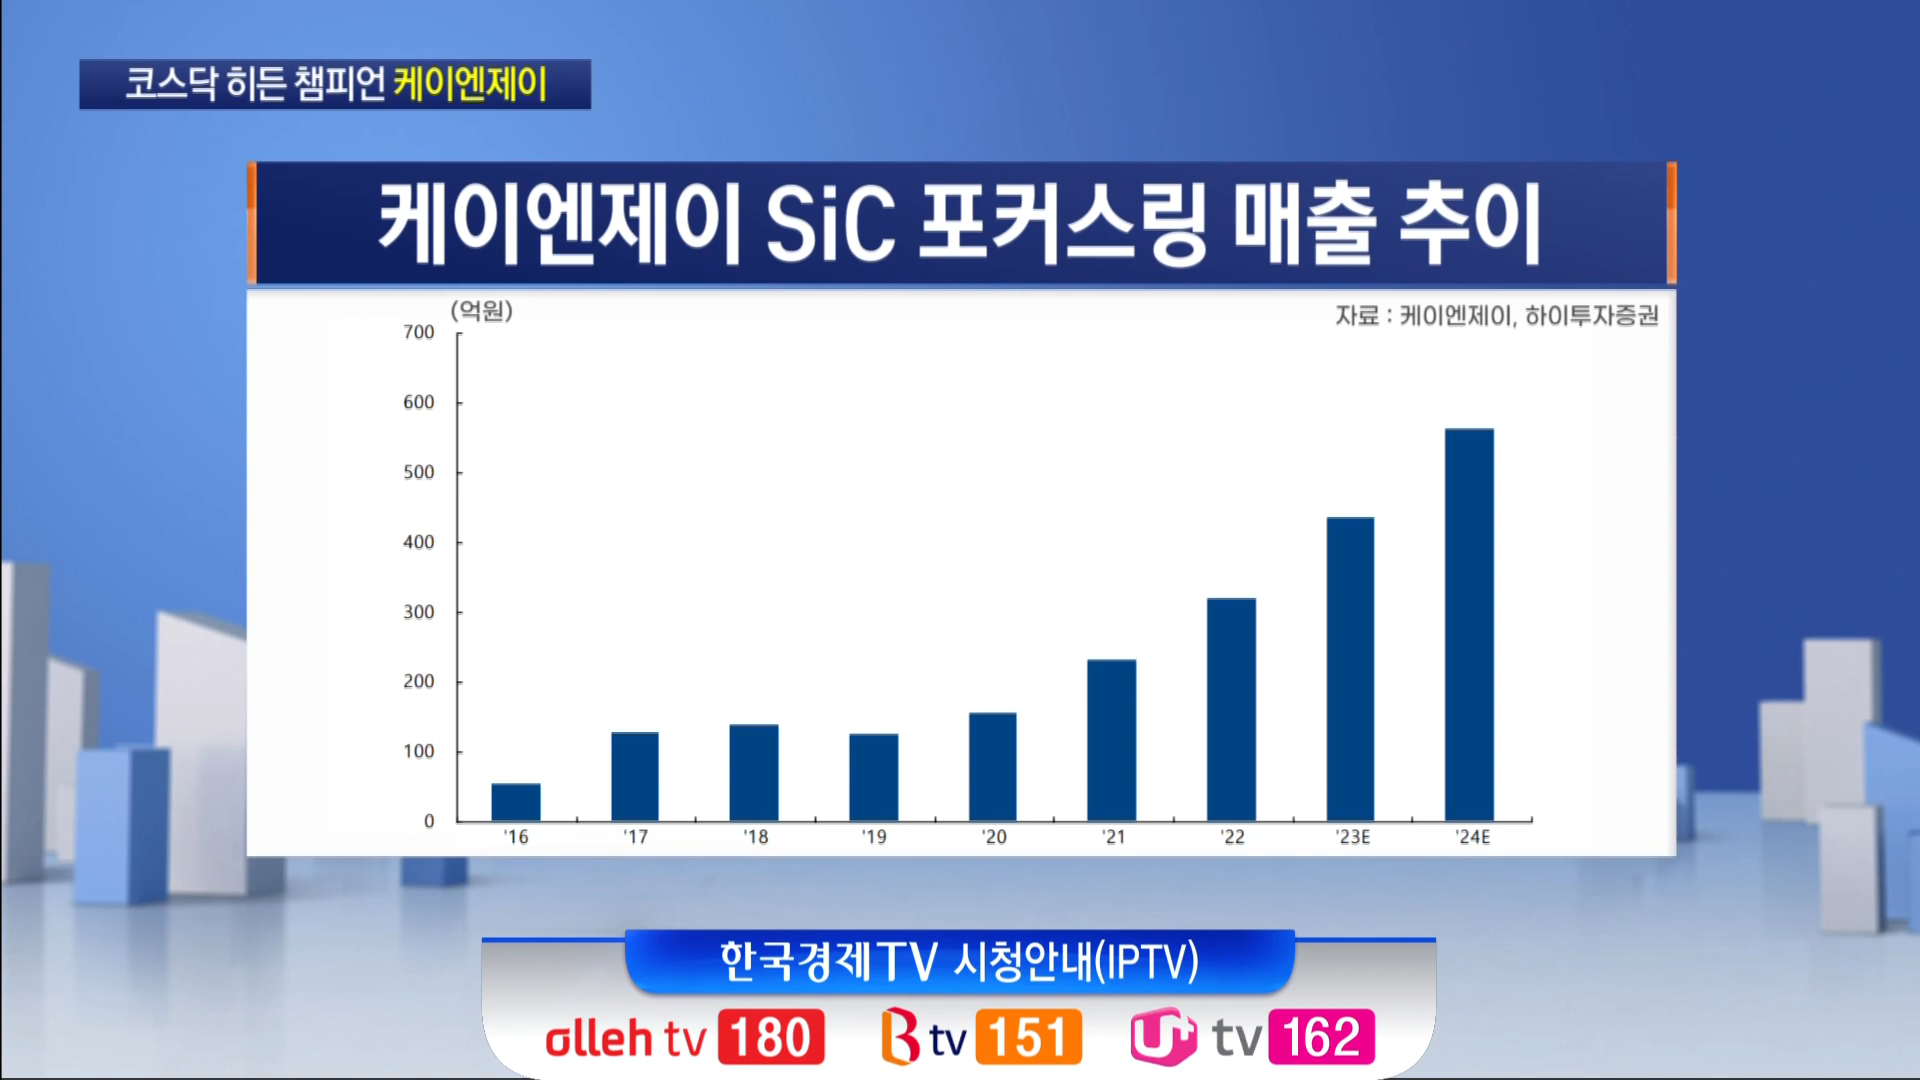 코스닥 히든 챔피언 케이엔제이
케이엔제이 SiC 포커스링 매출 추이
(억원)
자료 : 케이엔제이, 하이투자증권
700
600
500
400
300
200
100
0
'16 '17 '18 '19 '20 '21 '22 '23E '24E
한국경제TV 시청안내(IPTV)
olleh tv 180 B tv 151 U+ tv 162